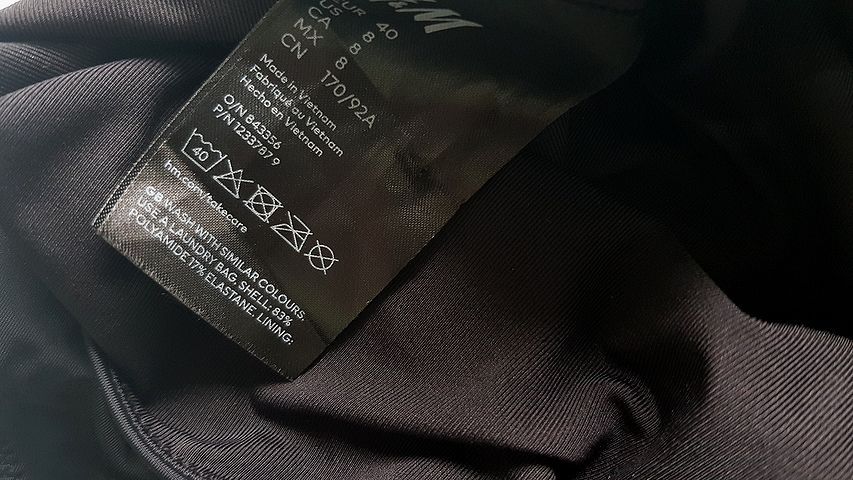 H&M
EUR 40
US 8
CA 8
MX 8
CN 170/92A
Made in Vietnam
Fabriqué au Vietnam
Hecho en Vietnam
O/N 843356
P/N 12337879
40
hm.com/takecare
GB WASH WITH SIMILAR COLOURS.
USE A LAUNDRY BAG. SHELL: 83%
POLYAMIDE 17% ELASTANE. LINING: